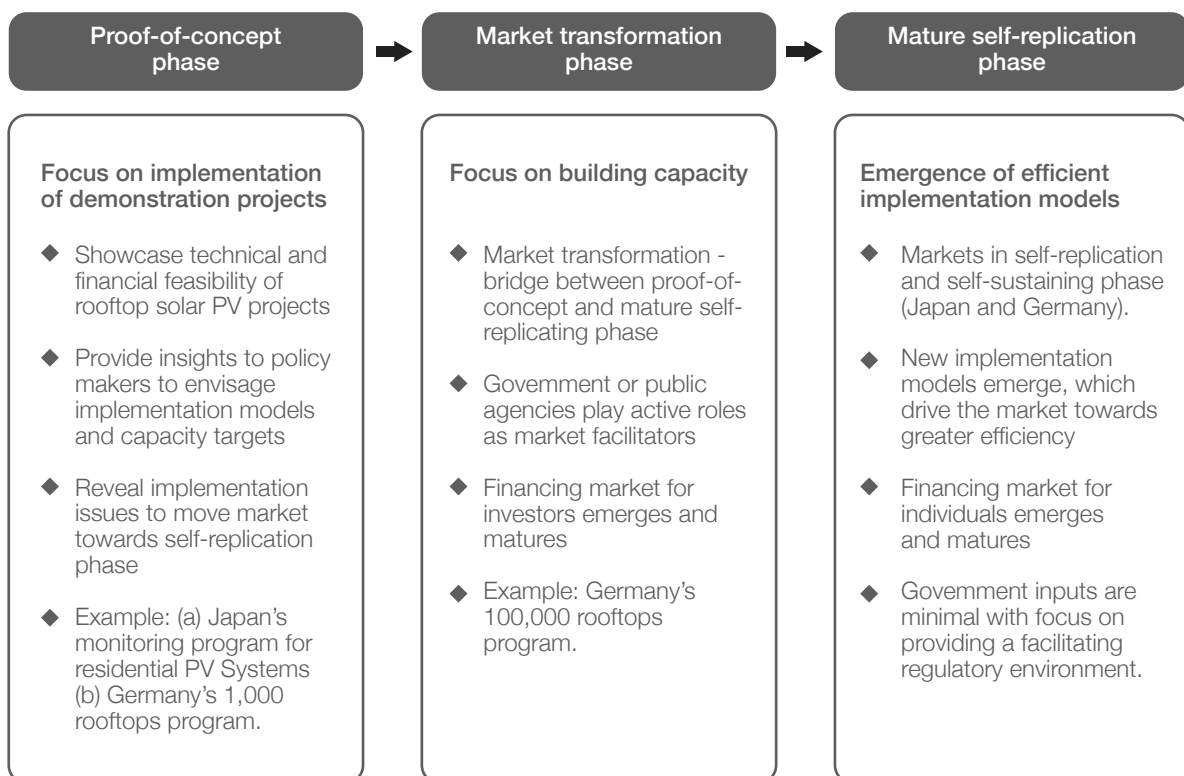 Proof-of-concept
phase
Market transformation
phase
Mature self-replication
phase
Focus on implementation
of demonstration projects
◆ Showcase technical and
financial feasibility of
rooftop solar PV projects
◆ Provide insights to policy
makers to envisage
implementation models
and capacity targets
◆ Reveal implementation
issues to move market
towards self-replication
phase
◆ Example: (a) Japan's
monitoring program for
residential PV Systems
(b) Germany's 1,000
rooftops program.
Focus on building capacity
◆ Market transformation -
bridge between proof-of-
concept and mature self-
replicating phase
◆ Government or public
agencies play active roles
as market facilitators
◆ Financing market for
investors emerges and
matures
◆ Example: Germany's
100,000 rooftops
program.
Emergence of efficient
implementation models
◆ Markets in self-replication
and self-sustaining phase
(Japan and Germany).
◆ New implementation
models emerge, which
drive the market towards
greater efficiency
◆ Financing market for
individuals emerges
and matures
◆ Government inputs are
minimal with focus on
providing a facilitating
regulatory environment.